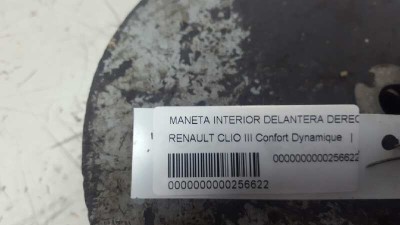 MANETA INTERIOR DELANTERA DEREC
RENAULT CLIO III Confort Dynamique |
0000000000256622
0000000000256622